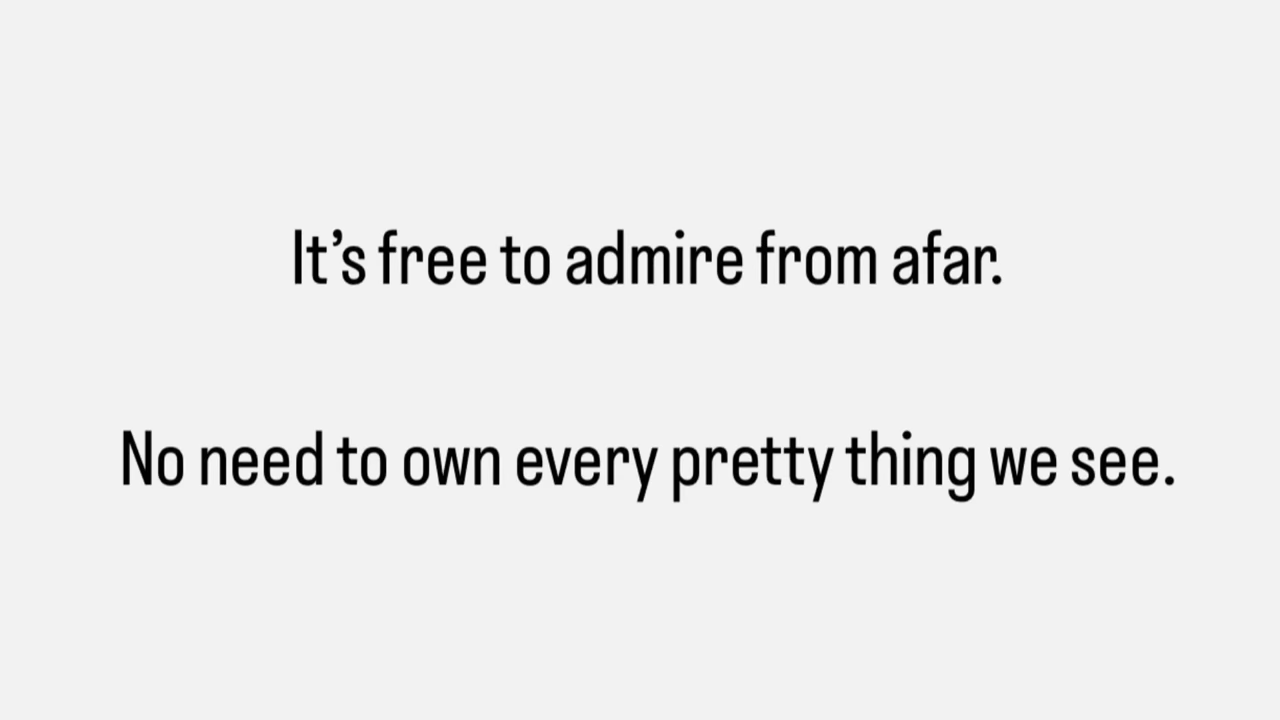 It’s free to admire from afar.
No need to own every pretty thing we see.